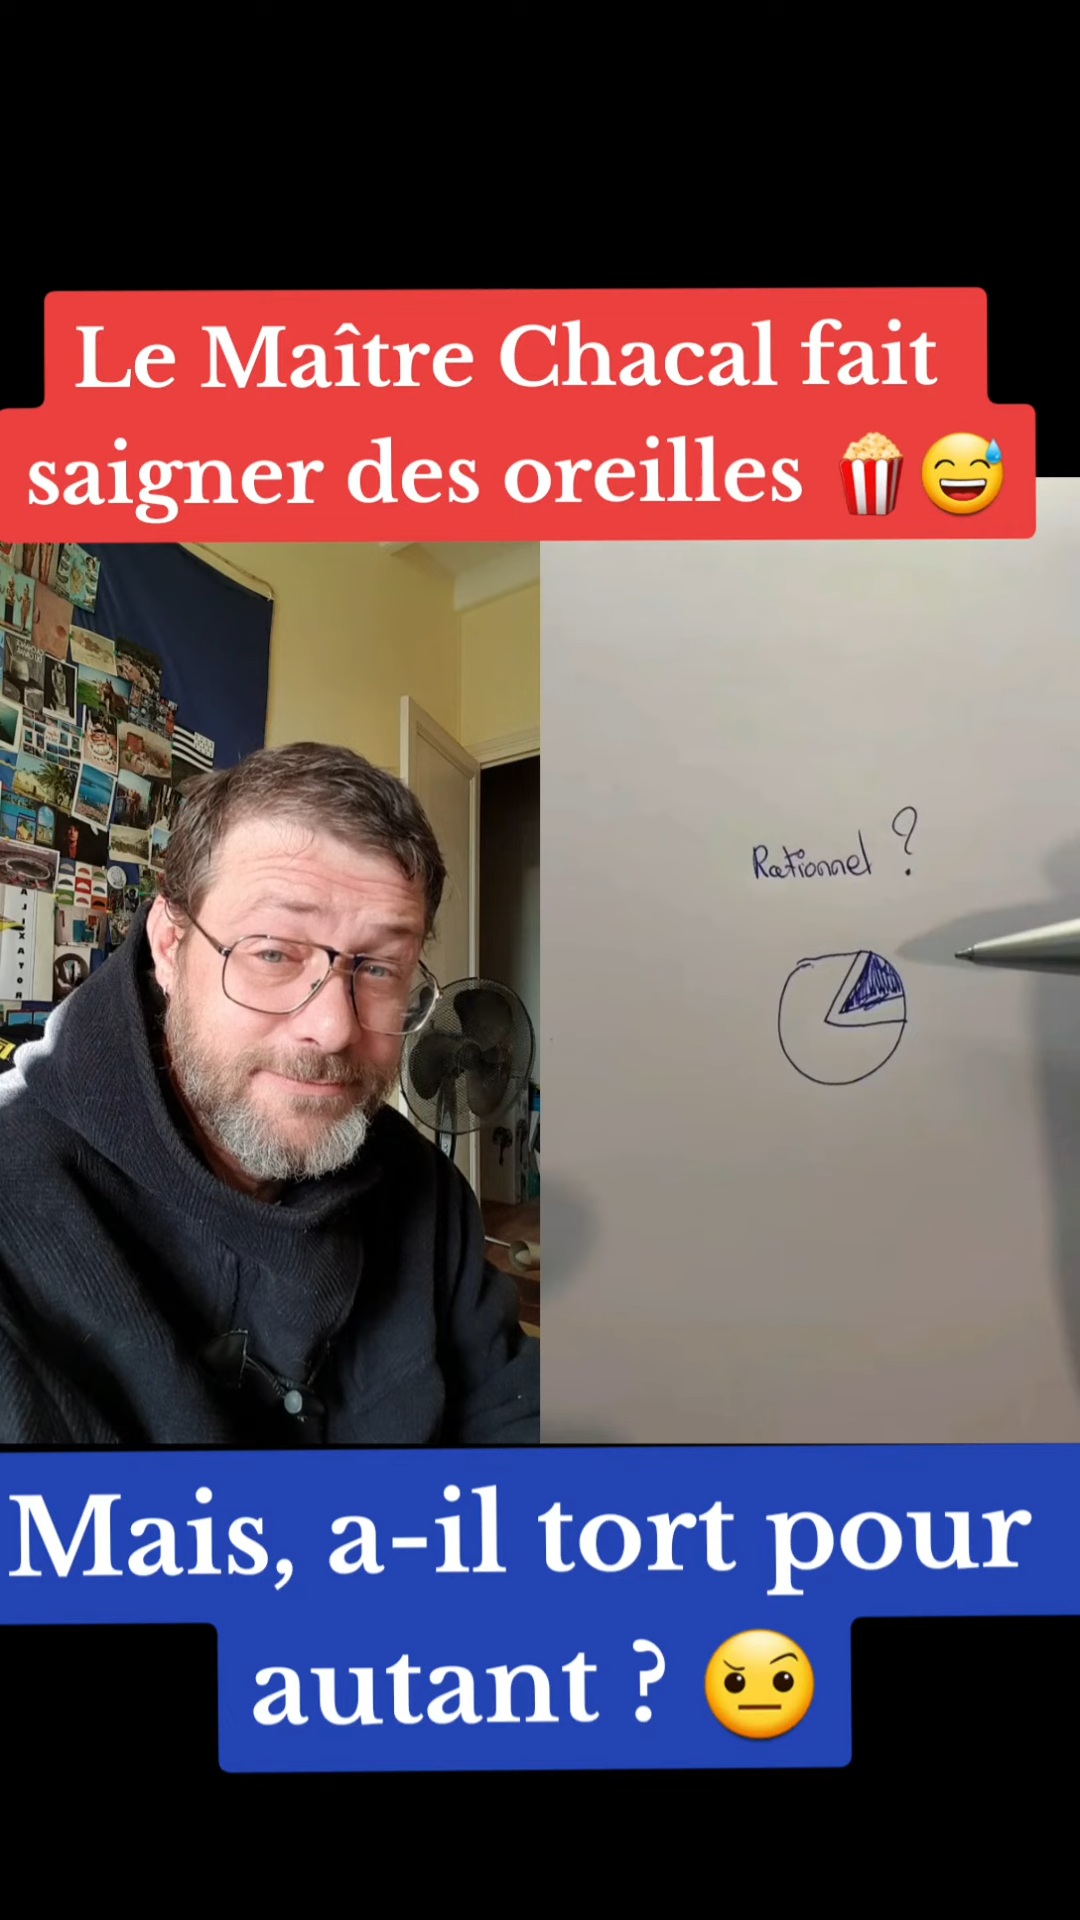 Le Maître Chacal fait
saigner des oreilles 🍿😅
Rationnel ?
Mais, a-il tort pour
autant ? 🤨